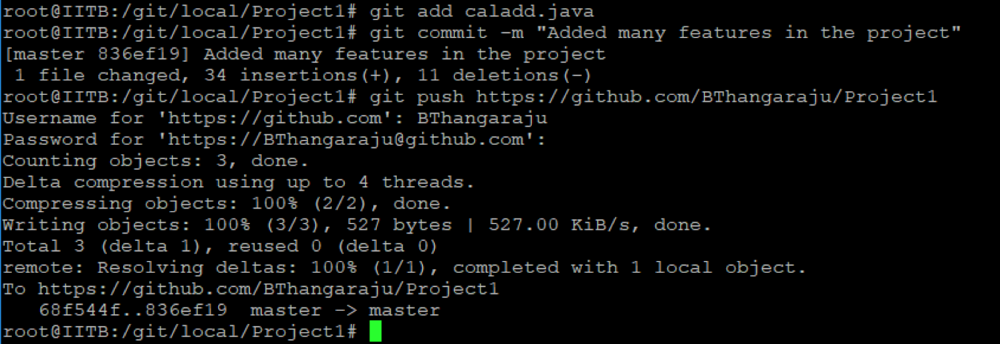 root@IITB:/git/local/Project1# git add caladd.java
root@IITB:/git/local/Project1# git commit -m "Added many features in the project"
[master 836ef19] Added many features in the project
 1 file changed, 34 insertions(+), 11 deletions(-)
root@IITB:/git/local/Project1# git push https://github.com/BThangaraju/Project1
Username for 'https://github.com': BThangaraju
Password for 'https://BThangaraju@github.com':
Counting objects: 3, done.
Delta compression using up to 4 threads.
Compressing objects: 100% (2/2), done.
Writing objects: 100% (3/3), 527 bytes | 527.00 KiB/s, done.
Total 3 (delta 1), reused 0 (delta 0)
remote: Resolving deltas: 100% (1/1), completed with 1 local object.
To https://github.com/BThangaraju/Project1
   68f544f..836ef19  master -> master
root@IITB:/git/local/Project1#